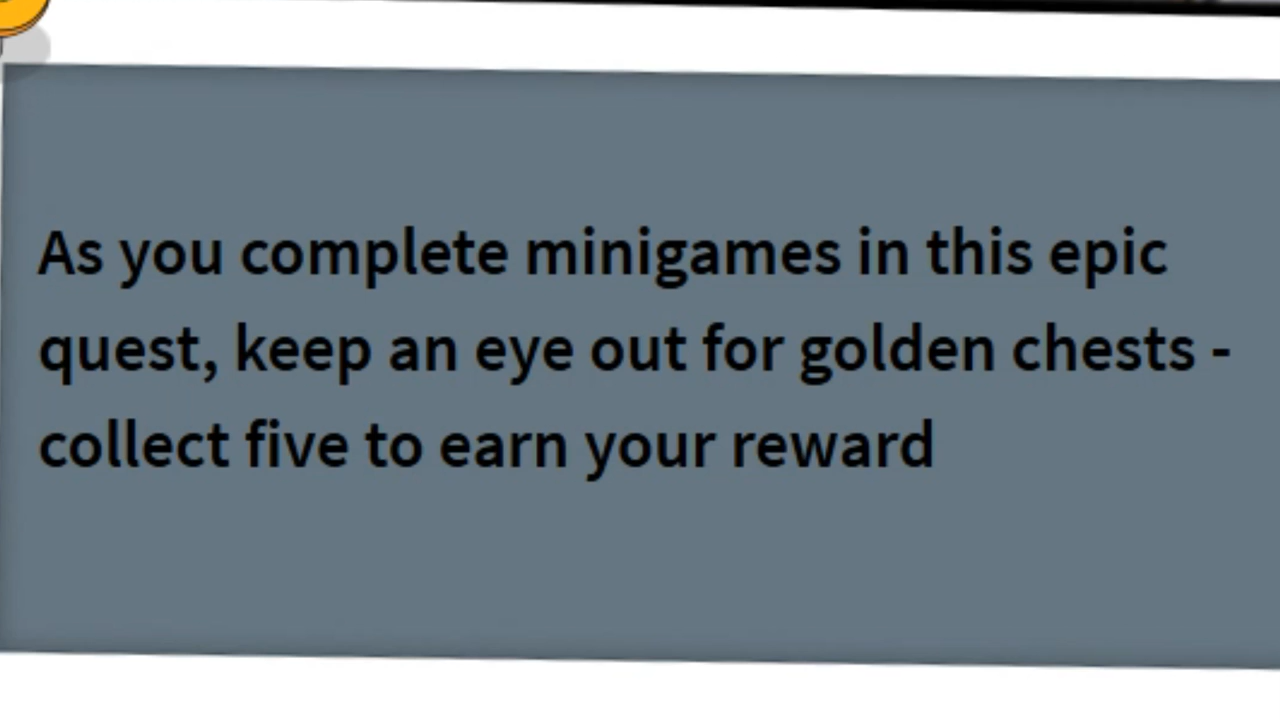 As you complete minigames in this epic
quest, keep an eye out for golden chests -
collect five to earn your reward